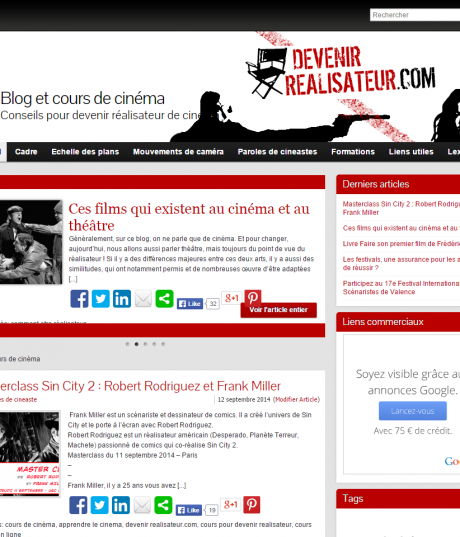 Rechercher
DEVENIR
REALISATEUR.COM
Blog et cours de cinéma
Conseils pour devenir réalisateur de
Cadre Echelle des plans Mouvements de caméra Paroles de cineastes Formations Liens utiles Lex
Ces films qui existent au cinéma et au
théâtre
Généralement, sur ce blog, on ne parle que de cinéma. Et pour changer,
aujourd'hui, nous allons aussi parler théâtre, mais toujours du point de vue du
réalisateur ! Si il y a des différences majeures entre ces deux arts, il y a aussi des
similitudes, qui ont notamment permis et de nombreuses œuvre d'être adaptées
[...]
Like 32 g+1
Voir l'article entier
rs de cinéma
erclass Sin City 2 : Robert Rodriguez et Frank Miller
es de cineaste 12 septembre 2014 (Modifier Article)
Frank Miller est un scénariste et dessinateur de comics. Il a créé l'univers de Sin
City et le porte à l'écran avec Robert Rodriguez.
Robert Rodriguez est un réalisateur américain (Desperado, Planète Terreur,
Machete) passionné de comics qui co-réalise Sin City 2.
Masterclass du 11 septembre 2014 – Paris
–
–
Frank Miller, il y a 25 ans vous avez [...]
MASTER CL
Like 19 g+1
s: cours de cinéma, apprendre le cinema, devenir realisateur.com, cours pour devenir realisateur, cours
n ligne
Derniers articles
Masterclass Sin City 2 : Robert Rodrigu
Frank Miller
Ces films qui existent au cinéma et au
Livre Faire son premier film de Frédéric
Les festivals, une assurance pour les a
de réussir ?
Participez au 17e Festival International
Scénaristes de Valence
Liens commerciaux
Soyez visible grâce au
annonces Google.
Lancez-vous
Avec 75 € de crédit.
Goo
Tags